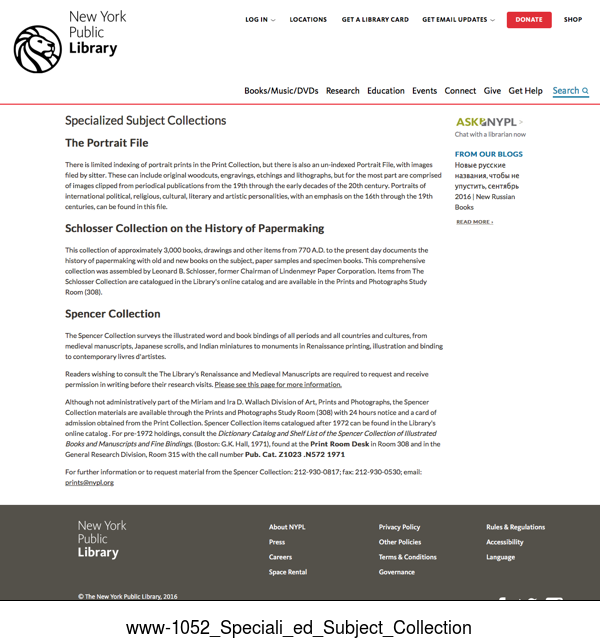 New York
Public
Library
LOG IN
LOCATIONS
GET A LIBRARY CARD
GET EMAIL UPDATES
DONATE
SHOP
Books/Music/DVDs
Research
Education
Events
Connect
Give
Get Help
Search
Specialized Subject Collections
The Portrait File
There is limited indexing of portrait prints in the Print Collection, but there is also an un-indexed Portrait File, with images
filed by sitter. These can include original woodcuts, engravings, etchings and lithographs, but for the most part are comprised
of images clipped from periodical publications from the 19th through the early decades of the 20th century. Portraits of
international political, religious, cultural, literary and artistic personalities, with an emphasis on the 16th through the 19th
centuries, can be found in this file.
Schlosser Collection on the History of Papermaking
This collection of approximately 3,000 books, drawings and other items from 770 A.D. to the present day documents the
history of papermaking with old and new books on the subject, paper samples and specimen books. This comprehensive
collection was assembled by Leonard B. Schlosser, former Chairman of Lindenmeyr Paper Corporation. Items from The
Schlosser Collection are catalogued in the Library's online catalog and are available in the Prints and Photographs Study
Room (308).
Spencer Collection
The Spencer Collection surveys the illustrated word and book bindings of all periods and all countries and cultures, from
medieval manuscripts, Japanese scrolls, and Indian miniatures to monuments in Renaissance printing, illustration and binding
to contemporary livres d'artistes.
Readers wishing to consult the The Library's Renaissance and Medieval Manuscripts are required to request and receive
permission in writing before their research visits. Please see this page for more information.
Although not administratively part of the Miriam and Ira D. Wallach Division of Art, Prints and Photographs, the Spencer
Collection materials are available through the Prints and Photographs Study Room (308) with 24 hours notice and a card of
admission obtained from the Print Collection. Spencer Collection items catalogued after 1972 can be found in the Library's
online catalog . For pre-1972 holdings, consult the Dictionary Catalog and Shelf List of the Spencer Collection of Illustrated
Books and Manuscripts and Fine Bindings. (Boston: G.K. Hall, 1971), found at the Print Room Desk in Room 308 and in the
General Research Division, Room 315 with the call number Pub. Cat. Z1023 .N572 1971
For further information or to request material from the Spencer Collection: 212-930-0817; fax: 212-930-0530; email:
prints@nypl.org
ASK NYPL >
Chat with a librarian now
FROM OUR BLOGS
Новые русские
названия, чтобы не
упустить, сентябрь
2016 | New Russian
Books
READ MORE ›
New York
Public
Library
About NYPL
Press
Careers
Space Rental
Privacy Policy
Other Policies
Terms & Conditions
Governance
Rules & Regulations
Accessibility
Language
© The New York Public Library, 2016
www-1052_Speciali_ed_Subject_Collection